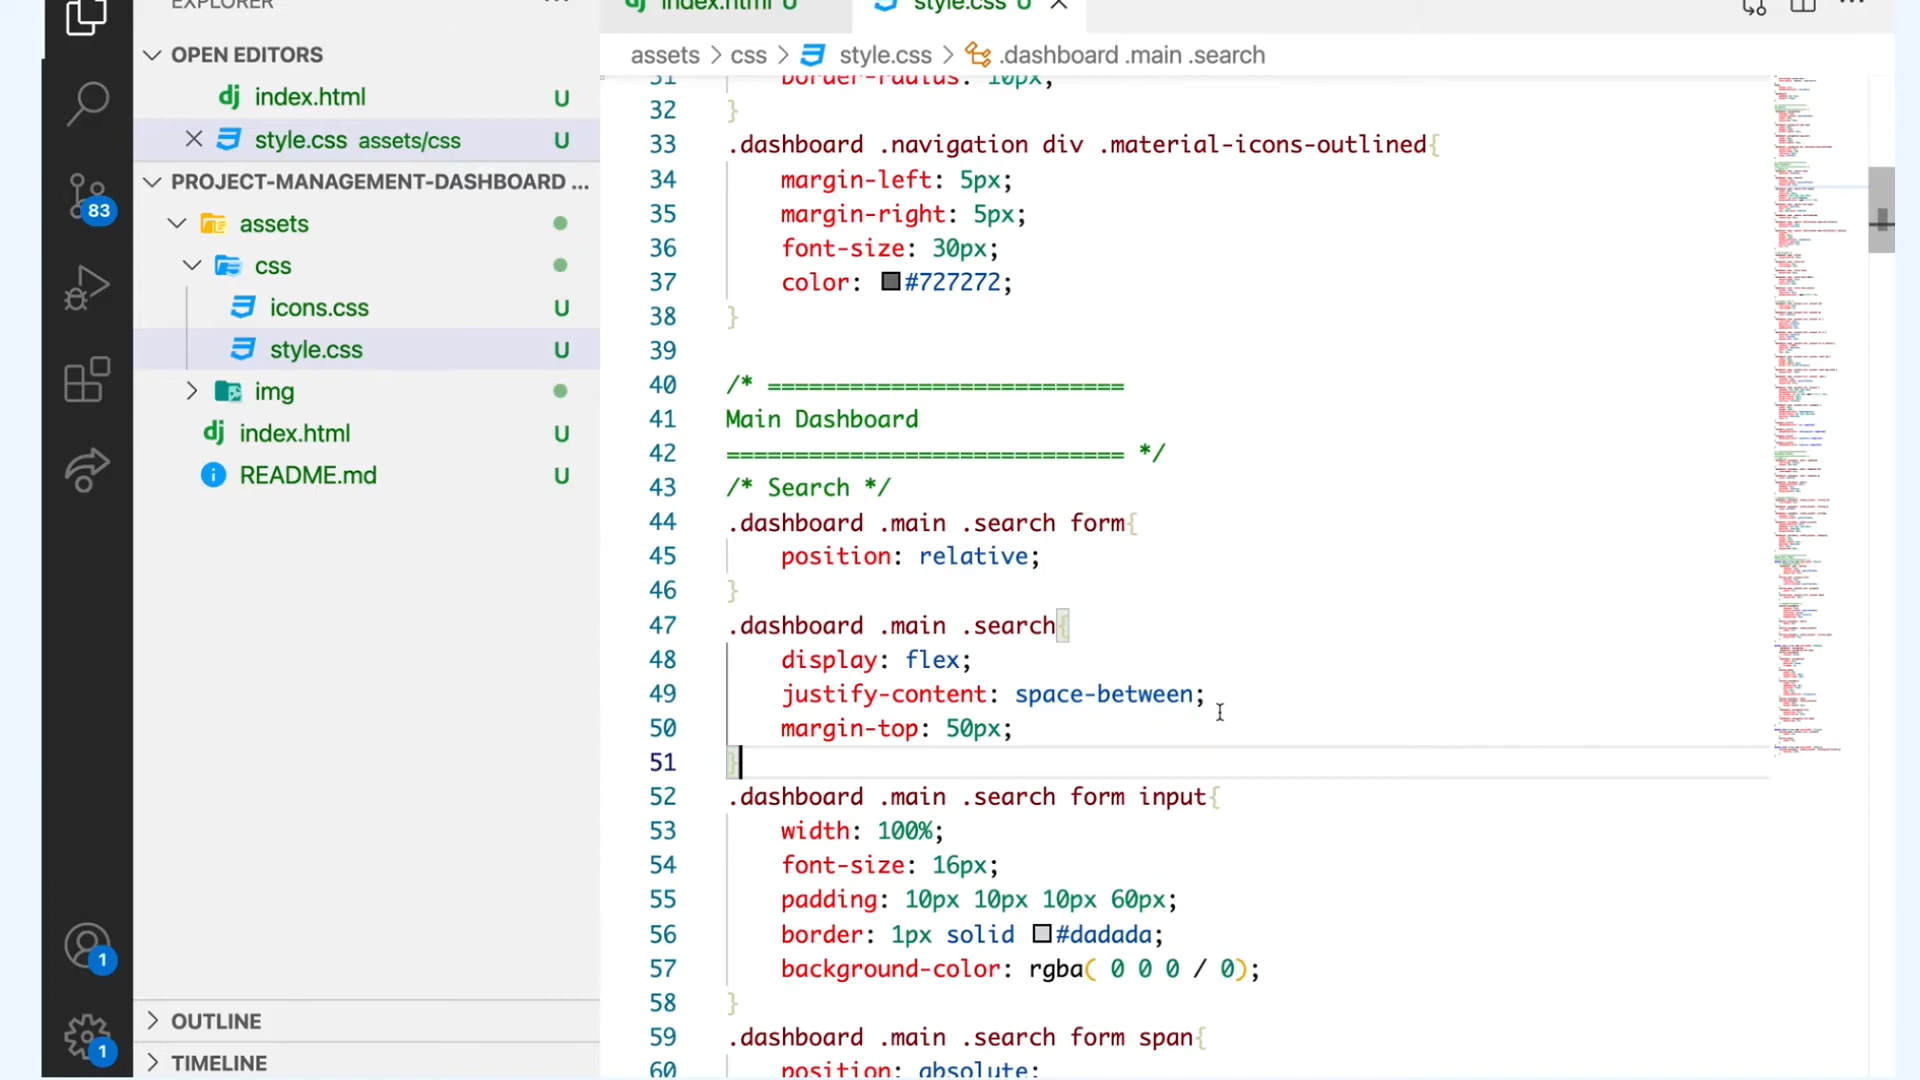 EXPLORER
OPEN EDITORS
index.html U
style.css assets/css U
PROJECT-MANAGEMENT-DASHBOARD ...
assets
css
icons.css U
style.css U
img
index.html U
README.md U
OUTLINE
TIMELINE
83
1
1
index.html U
style.css U
assets > css > style.css > .dashboard .main .search
31 border-radius: 10px;
32 }
33 .dashboard .navigation div .material-icons-outlined{
34 margin-left: 5px;
35 margin-right: 5px;
36 font-size: 30px;
37 color: #727272;
38 }
39
40 /* ==========================
41 Main Dashboard
42 ============================= */
43 /* Search */
44 .dashboard .main .search form{
45 position: relative;
46 }
47 .dashboard .main .search{
48 display: flex;
49 justify-content: space-between;
50 margin-top: 50px;
51 }
52 .dashboard .main .search form input{
53 width: 100%;
54 font-size: 16px;
55 padding: 10px 10px 10px 60px;
56 border: 1px solid #dadada;
57 background-color: rgba( 0 0 0 / 0);
58 }
59 .dashboard .main .search form span{
60 position: absolute;